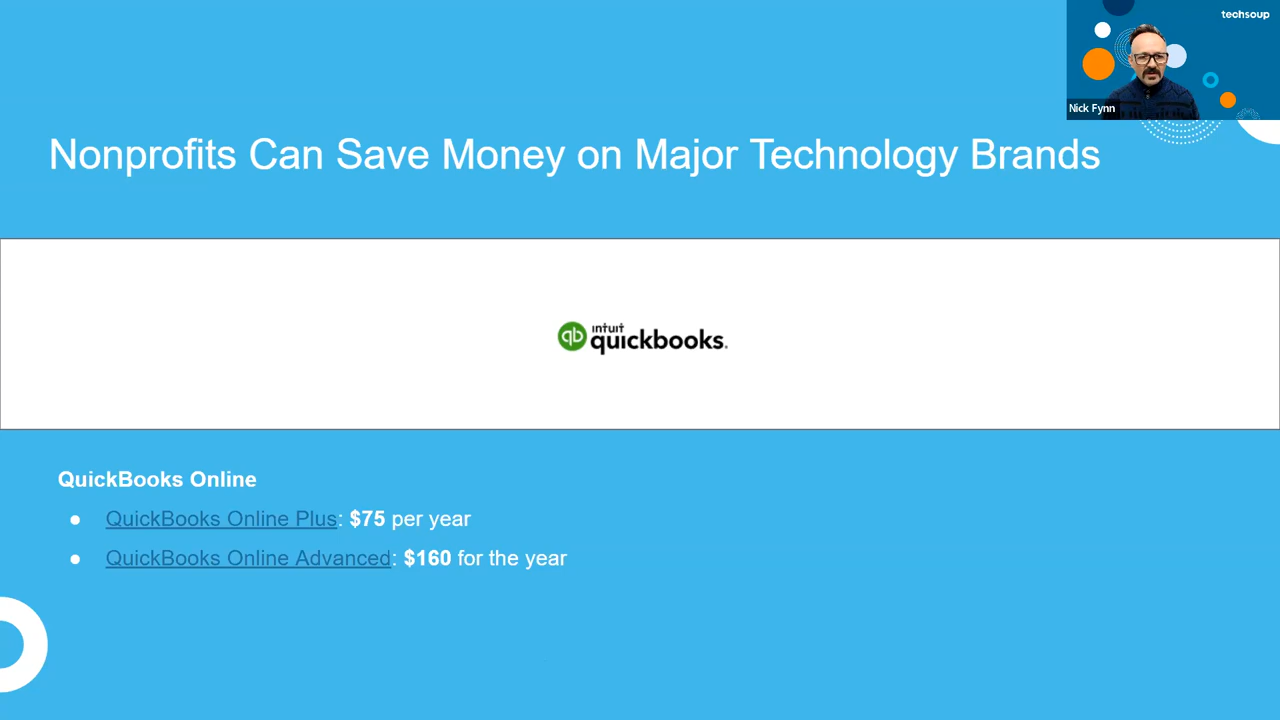 techsoup
Nick Fynn
Nonprofits Can Save Money on Major Technology Brands
qb intuit quickbooks.
QuickBooks Online
● QuickBooks Online Plus: $75 per year
● QuickBooks Online Advanced: $160 for the year